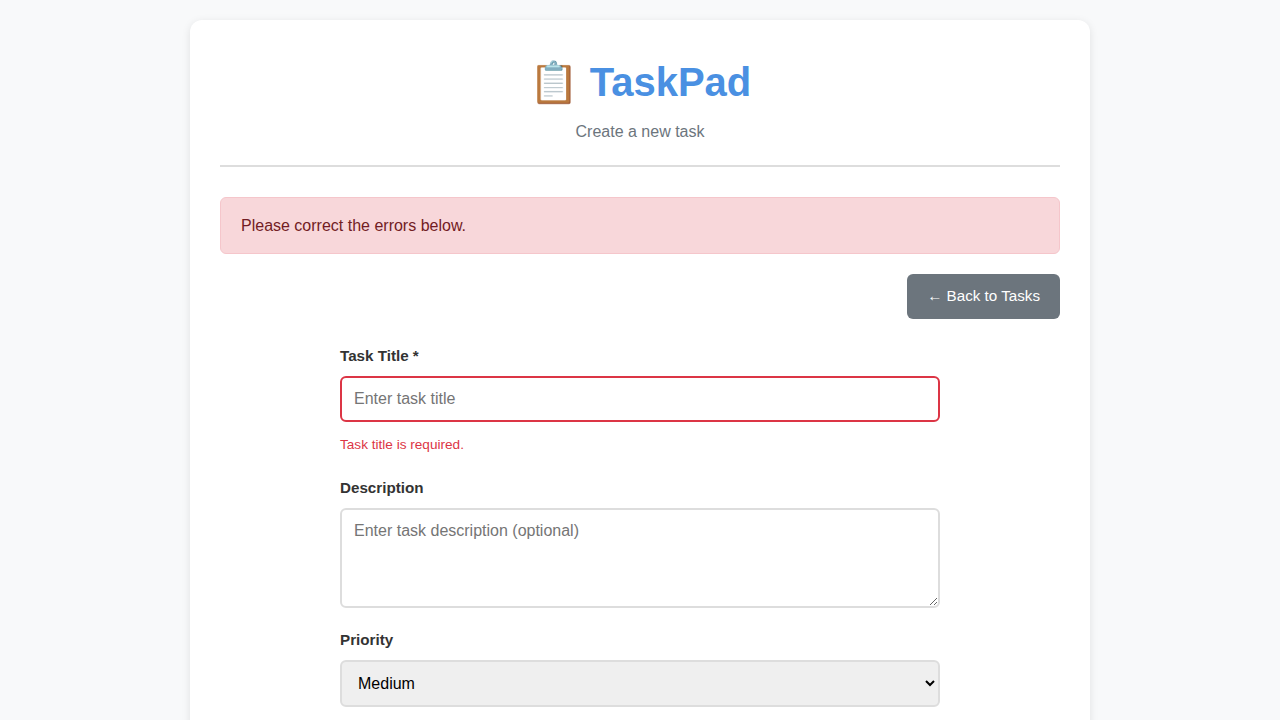 📋 TaskPad
Create a new task
Please correct the errors below.
← Back to Tasks
Task Title *
Enter task title
Task title is required.
Description
Enter task description (optional)
Priority
Medium